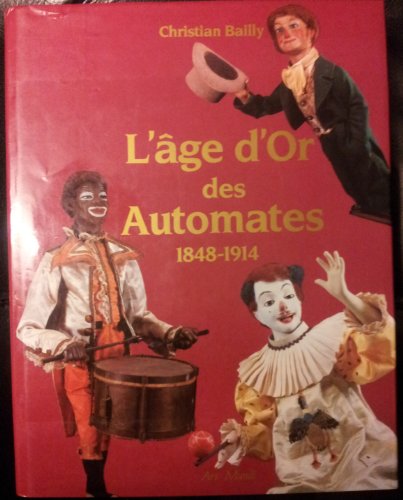 Christian Bailly
L'âge d'Or
des
Automates
1848-1914